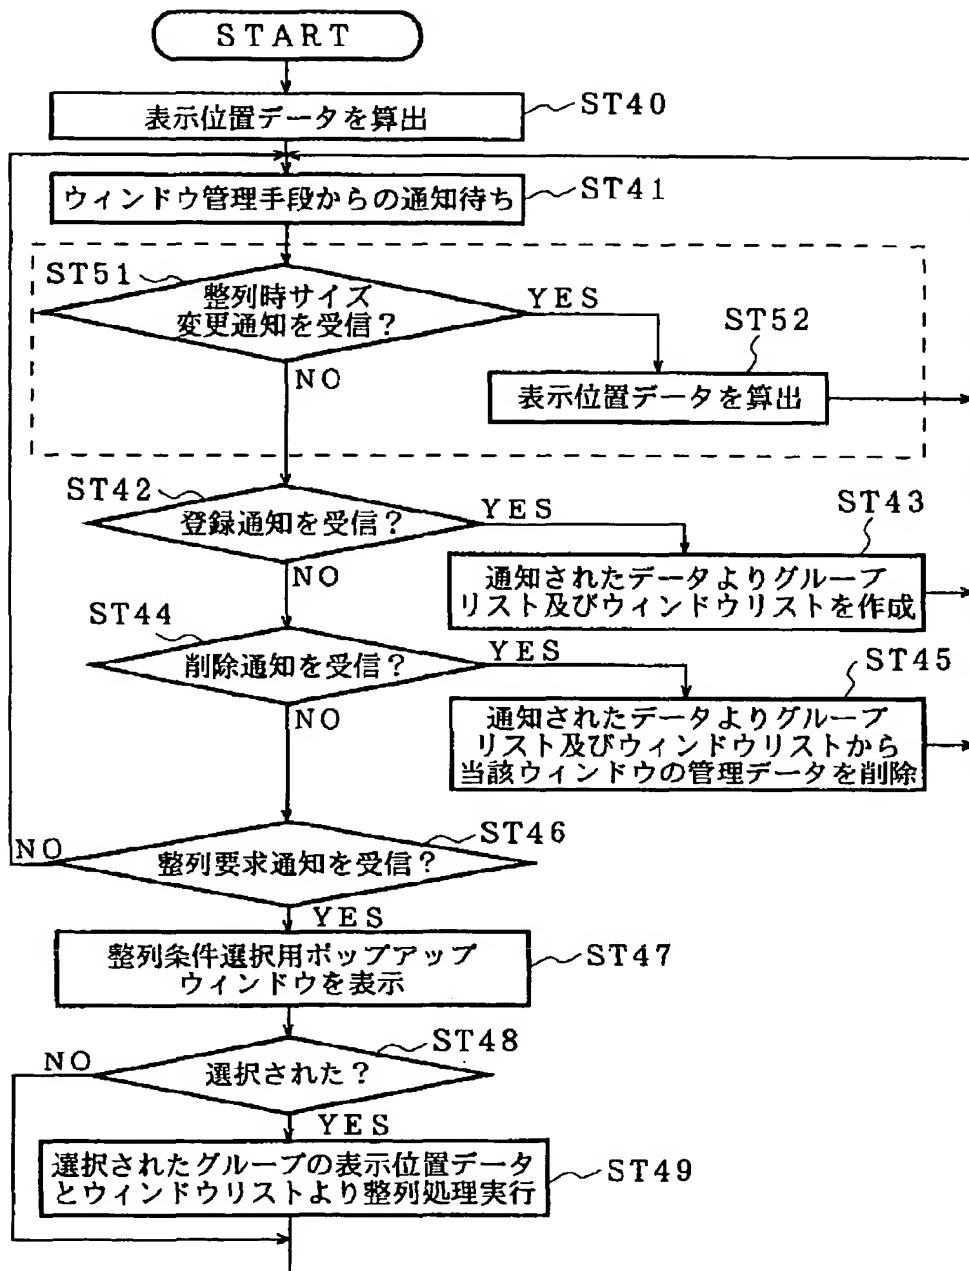 START
表示位置データを算出
ST40
ウィンドウ管理手段からの通知待ち
ST41
ST51
整列時サイズ
変更通知を受信？
YES
NO
ST52
表示位置データを算出
ST42
登録通知を受信？
YES
NO
ST43
通知されたデータよりグループ
リスト及びウィンドウリストを作成
ST44
削除通知を受信？
YES
NO
ST45
通知されたデータよりグループ
リスト及びウィンドウリストから
当該ウィンドウの管理データを削除
ST46
整列要求通知を受信？
NO
YES
整列条件選択用ポップアップ
ウィンドウを表示
ST47
ST48
選択された？
NO
YES
選択されたグループの表示位置データ
とウィンドウリストより整列処理実行
ST49